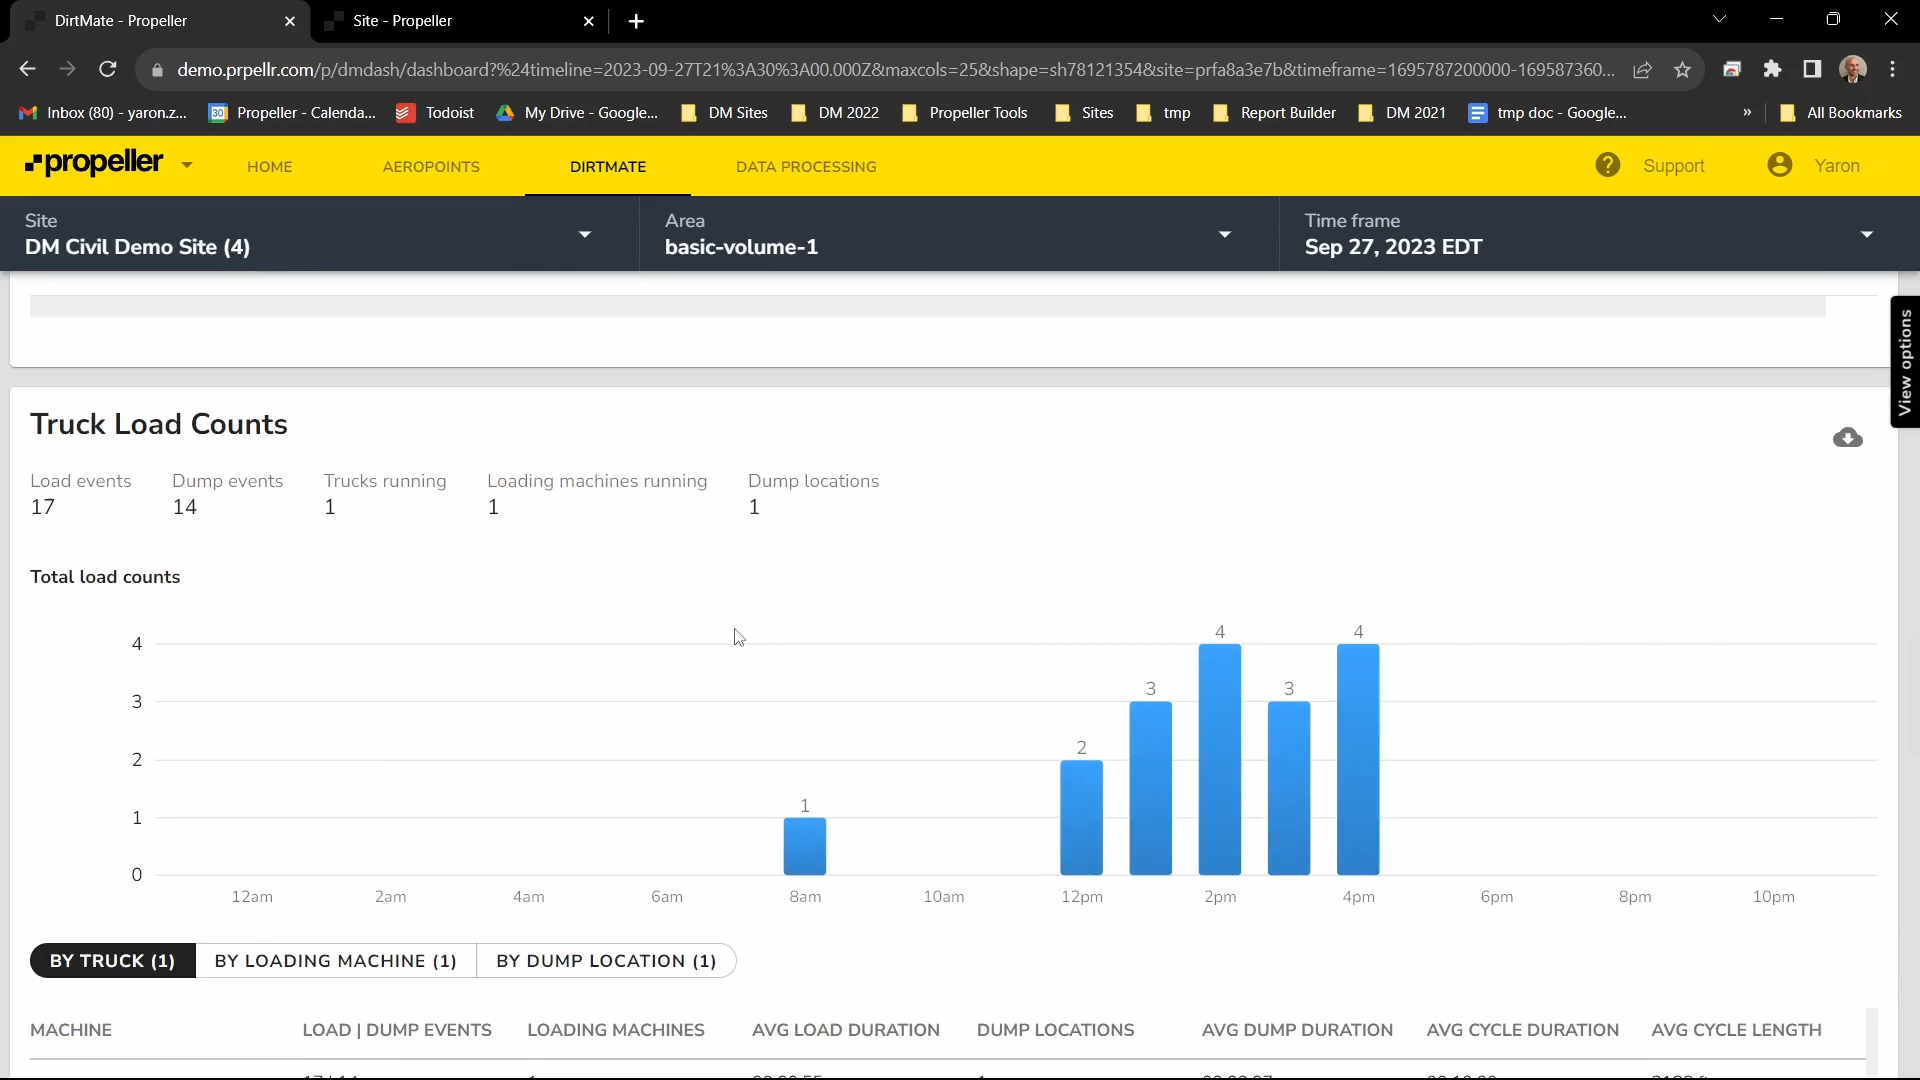 DirtMate - Propeller
Site - Propeller
demo.prpellr.com/p/dmdash/dashboard?%24timeline=2023-09-27T21%3A30%3A00.000Z&maxcols=25&shape=sh78121354&site=prfa8a3e7b&timeframe=1695787200000-169587360...
Inbox (80) - yaron.z... Propeller - Calenda... Todoist My Drive - Google... DM Sites DM 2022 Propeller Tools Sites tmp Report Builder DM 2021 tmp doc - Google... » All Bookmarks
propeller HOME AEROPOINTS DIRTMATE DATA PROCESSING ? Support Yaron
Site
DM Civil Demo Site (4)
Area
basic-volume-1
Time frame
Sep 27, 2023 EDT
View options
Truck Load Counts
Load events Dump events Trucks running Loading machines running Dump locations
17 14 1 1 1
Total load counts
4
3
2
1
0
1 2 3 4 3 4
12am 2am 4am 6am 8am 10am 12pm 2pm 4pm 6pm 8pm 10pm
BY TRUCK (1) BY LOADING MACHINE (1) BY DUMP LOCATION (1)
MACHINE LOAD | DUMP EVENTS LOADING MACHINES AVG LOAD DURATION DUMP LOCATIONS AVG DUMP DURATION AVG CYCLE DURATION AVG CYCLE LENGTH